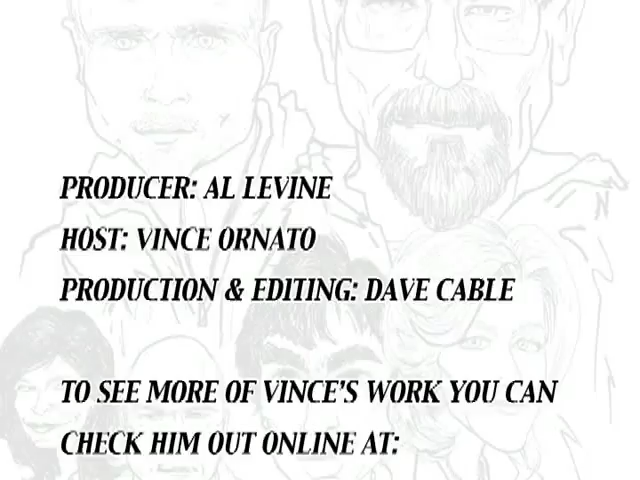 PRODUCER: AL LEVINE
HOST: VINCE ORNATO
PRODUCTION & EDITING: DAVE CABLE
TO SEE MORE OF VINCE'S WORK YOU CAN
CHECK HIM OUT ONLINE AT: